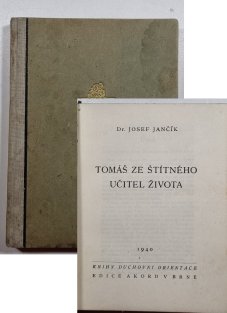 Dr. JOSEF JANČÍK
TOMÁŠ ZE ŠTÍTNÉHO
UČITEL ŽIVOTA
1940
KNIHY DUCHOVNÍ ORIENTACE
EDICE AKORD V BRNĚ